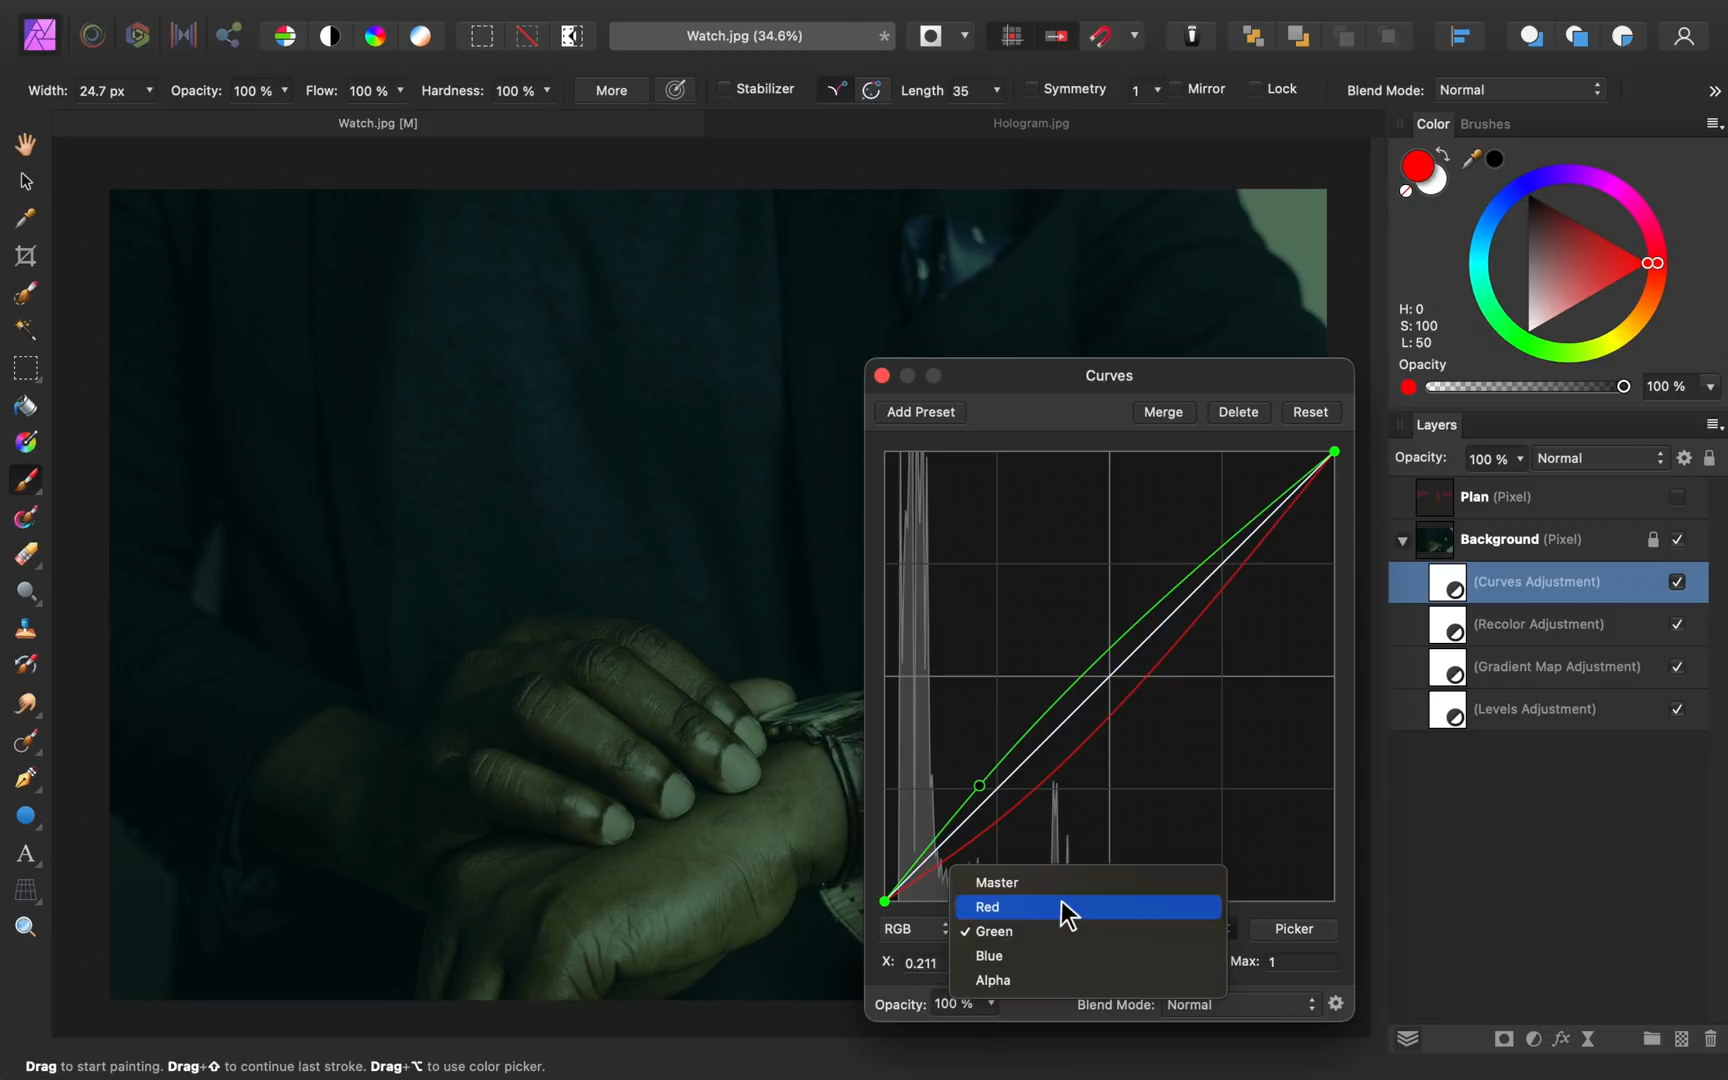 Watch.jpg (34.6%) *
Width: 24.7 px Opacity: 100 % Flow: 100 % Hardness: 100 % More Stabilizer Length 35 Symmetry 1 Mirror Lock Blend Mode: Normal »
Watch.jpg [M] Hologram.jpg
Color Brushes
H: 0
S: 100
L: 50
Opacity
100 %
Curves
Add Preset Merge Delete Reset
Layers
Opacity: 100 % Normal
Plan (Pixel)
Background (Pixel)
(Curves Adjustment)
(Recolor Adjustment)
(Gradient Map Adjustment)
(Levels Adjustment)
Master
Red
Green
Blue
Alpha
RGB Picker
X: 0.211 Max: 1
Opacity: 100 % Blend Mode: Normal
A
Drag to start painting. Drag+⇧ to continue last stroke. Drag+⌥ to use color picker.